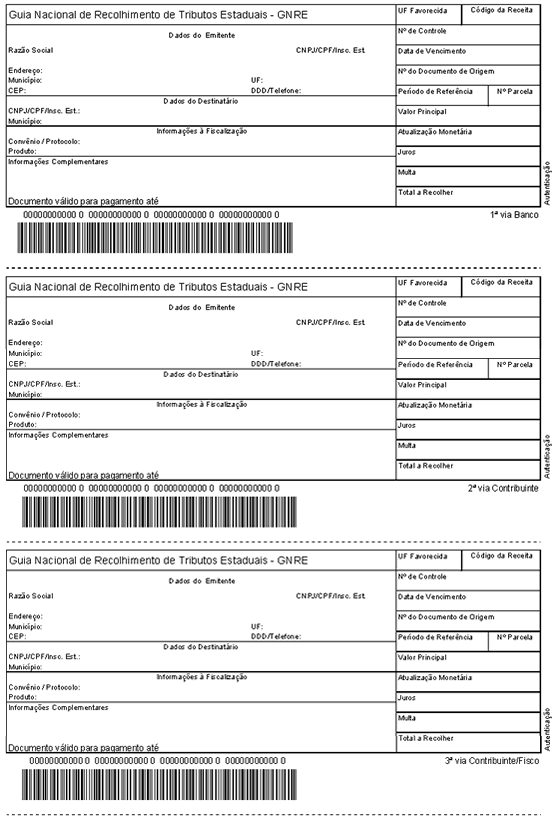 Guia Nacional de Recolhimento de Tributos Estaduais - GNRE
UF Favorecida
Código da Receita
Nº de Controle
Dados do Emitente
Razão Social
CNPJ/CPF/Insc. Est.
Data de Vencimento
Endereço:
Nº do Documento de Origem
Município:
UF:
CEP:
DDD/Telefone:
Período de Referência
Nº Parcela
Dados do Destinatário
CNPJ/CPF/Insc. Est.:
Valor Principal
Município:
Informações à Fiscalização
Atualização Monetária
Convênio / Protocolo:
Produto:
Juros
Informações Complementares
Multa
Total a Recolher
Documento válido para pagamento até
Autenticação
00000000000 0 00000000000 0 00000000000 0 00000000000 0
1ª via Banco
Guia Nacional de Recolhimento de Tributos Estaduais - GNRE
UF Favorecida
Código da Receita
Nº de Controle
Dados do Emitente
Razão Social
CNPJ/CPF/Insc. Est.
Data de Vencimento
Endereço:
Nº do Documento de Origem
Município:
UF:
CEP:
DDD/Telefone:
Período de Referência
Nº Parcela
Dados do Destinatário
CNPJ/CPF/Insc. Est.:
Valor Principal
Município:
Informações à Fiscalização
Atualização Monetária
Convênio / Protocolo:
Produto:
Juros
Informações Complementares
Multa
Total a Recolher
Documento válido para pagamento até
Autenticação
00000000000 0 00000000000 0 00000000000 0 00000000000 0
2ª via Contribuinte
Guia Nacional de Recolhimento de Tributos Estaduais - GNRE
UF Favorecida
Código da Receita
Nº de Controle
Dados do Emitente
Razão Social
CNPJ/CPF/Insc. Est.
Data de Vencimento
Endereço:
Nº do Documento de Origem
Município:
UF:
CEP:
DDD/Telefone:
Período de Referência
Nº Parcela
Dados do Destinatário
CNPJ/CPF/Insc. Est.:
Valor Principal
Município:
Informações à Fiscalização
Atualização Monetária
Convênio / Protocolo:
Produto:
Juros
Informações Complementares
Multa
Total a Recolher
Documento válido para pagamento até
Autenticação
00000000000 0 00000000000 0 00000000000 0 00000000000 0
3ª via Contribuinte/Fisco